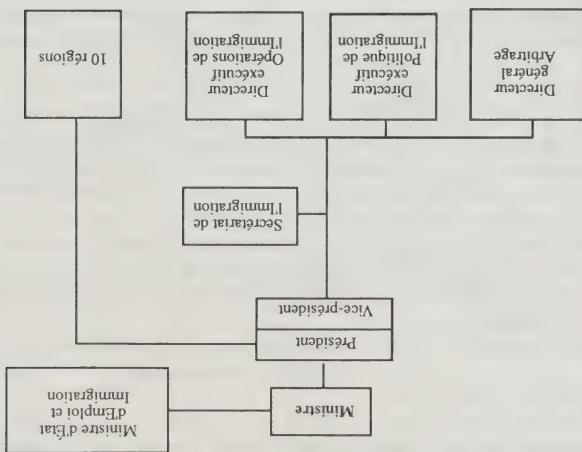 Ministre
Ministre d'État
d'Emploi et
Immigration
Président
Vice-président
Secrétariat de
l'Immigration
Directeur
général
Arbitrage
Directeur
exécutif
Politique de
l'Immigration
Directeur
exécutif
Opérations de
l'Immigration
10 régions